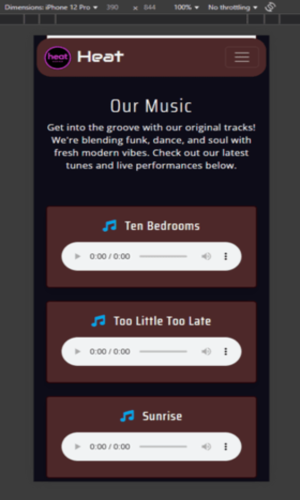 Dimensions: iPhone 12 Pro 390 x 844 100% No throttling
heat Heat
Our Music
Get into the groove with our original tracks!
We're blending funk, dance, and soul with
fresh modern vibes. Check out our latest
tunes and live performances below.
Ten Bedrooms
0:00 / 0:00
Too Little Too Late
0:00 / 0:00
Sunrise
0:00 / 0:00